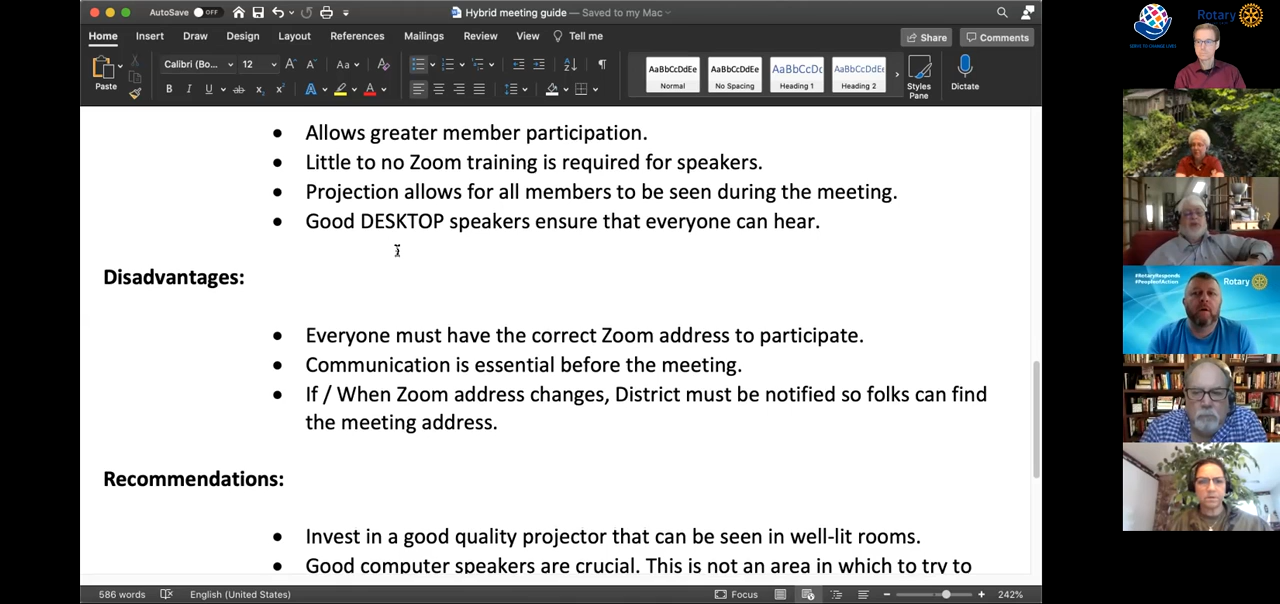 AutoSave OFF
Hybrid meeting guide — Saved to my Mac
Home Insert Draw Design Layout References Mailings Review View Tell me
Share Comments
Paste
Calibri (Bo... 12
Aa
AaBbCcDdEe AaBbCcDdEe AaBbCcDc AaBbCcDdEe
Normal No Spacing Heading 1 Heading 2
Styles Pane
Dictate
• Allows greater member participation.
• Little to no Zoom training is required for speakers.
• Projection allows for all members to be seen during the meeting.
• Good DESKTOP speakers ensure that everyone can hear.
Disadvantages:
• Everyone must have the correct Zoom address to participate.
• Communication is essential before the meeting.
• If / When Zoom address changes, District must be notified so folks can find
the meeting address.
Recommendations:
• Invest in a good quality projector that can be seen in well-lit rooms.
• Good computer speakers are crucial. This is not an area in which to try to
586 words English (United States) Focus 242%
SERVE TO CHANGE LIVES
Rotary
#RotaryResponds
#PeopleofAction
Rotary